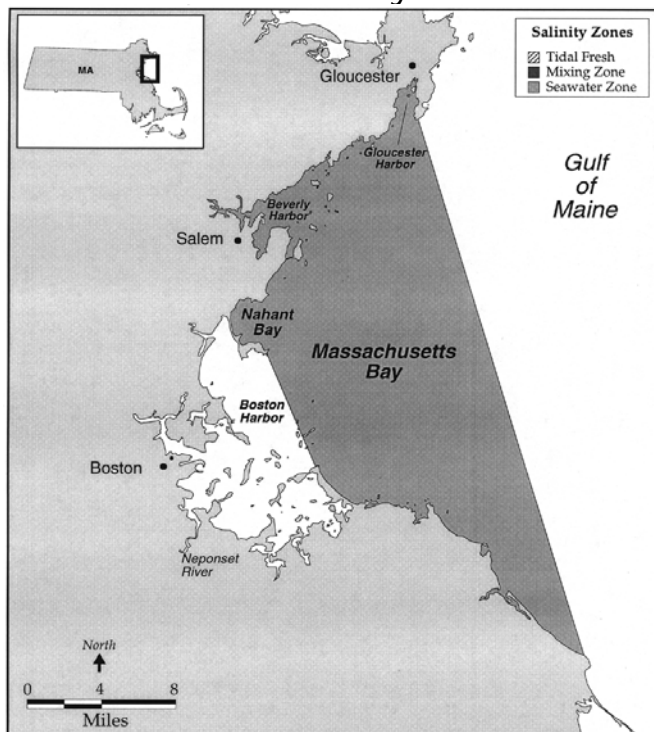 MA
Gloucester
Salinity Zones
Tidal Fresh
Mixing Zone
Seawater Zone
Gloucester
Harbor
Gulf
of
Maine
Beverly
Harbor
Salem
Nahant
Bay
Massachusetts
Bay
Boston
Harbor
Boston
Neponset
River
North
0 4 8
Miles